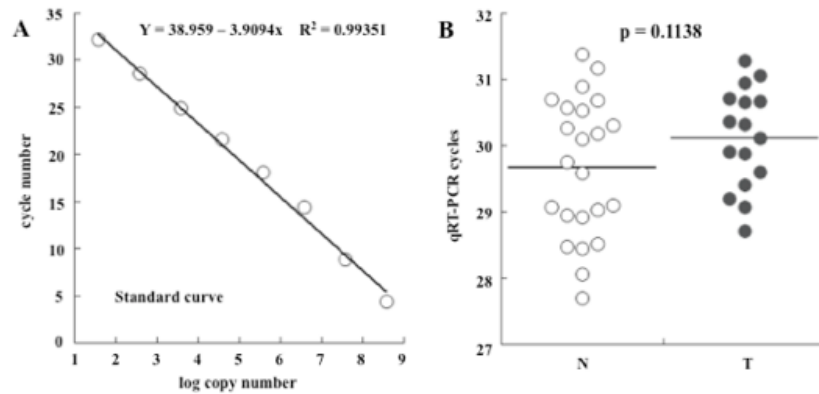 A
Y = 38.959 – 3.9094x R² = 0.99351
35
30
25
20
15
10
5
0
cycle number
Standard curve
1 2 3 4 5 6 7 8 9
log copy number
B
p = 0.1138
32
31
30
29
28
27
qRT-PCR cycles
N T